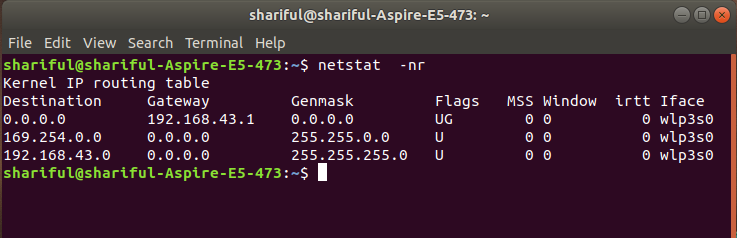 shariful@shariful-Aspire-E5-473: ~
File Edit View Search Terminal Help
shariful@shariful-Aspire-E5-473:~$ netstat  -nr
Kernel IP routing table
Destination     Gateway         Genmask         Flags   MSS Window  irtt Iface
0.0.0.0         192.168.43.1    0.0.0.0         UG        0 0          0 wlp3s0
169.254.0.0     0.0.0.0         255.255.0.0     U         0 0          0 wlp3s0
192.168.43.0    0.0.0.0         255.255.255.0   U         0 0          0 wlp3s0
shariful@shariful-Aspire-E5-473:~$